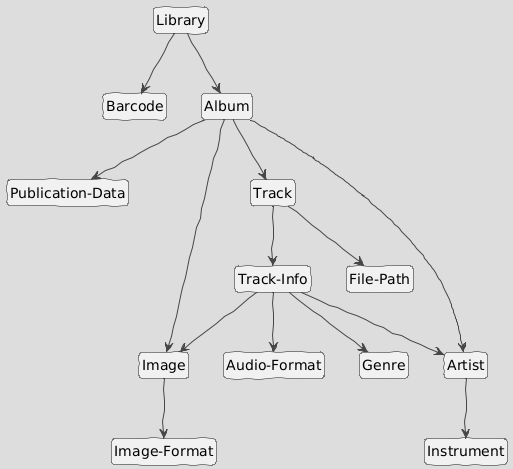 Library
Barcode
Album
Publication-Data
Track
Track-Info
File-Path
Image
Audio-Format
Genre
Artist
Image-Format
Instrument